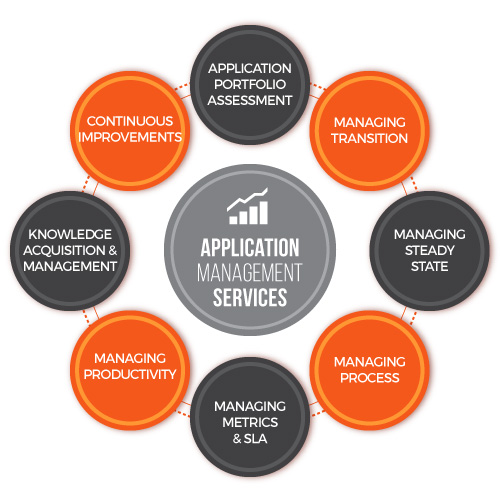 APPLICATION
PORTFOLIO
ASSESSMENT
MANAGING
TRANSITION
MANAGING
STEADY
STATE
MANAGING
PROCESS
MANAGING
METRICS
& SLA
MANAGING
PRODUCTIVITY
KNOWLEDGE
ACQUISITION &
MANAGEMENT
CONTINUOUS
IMPROVEMENTS
APPLICATION
MANAGEMENT
SERVICES